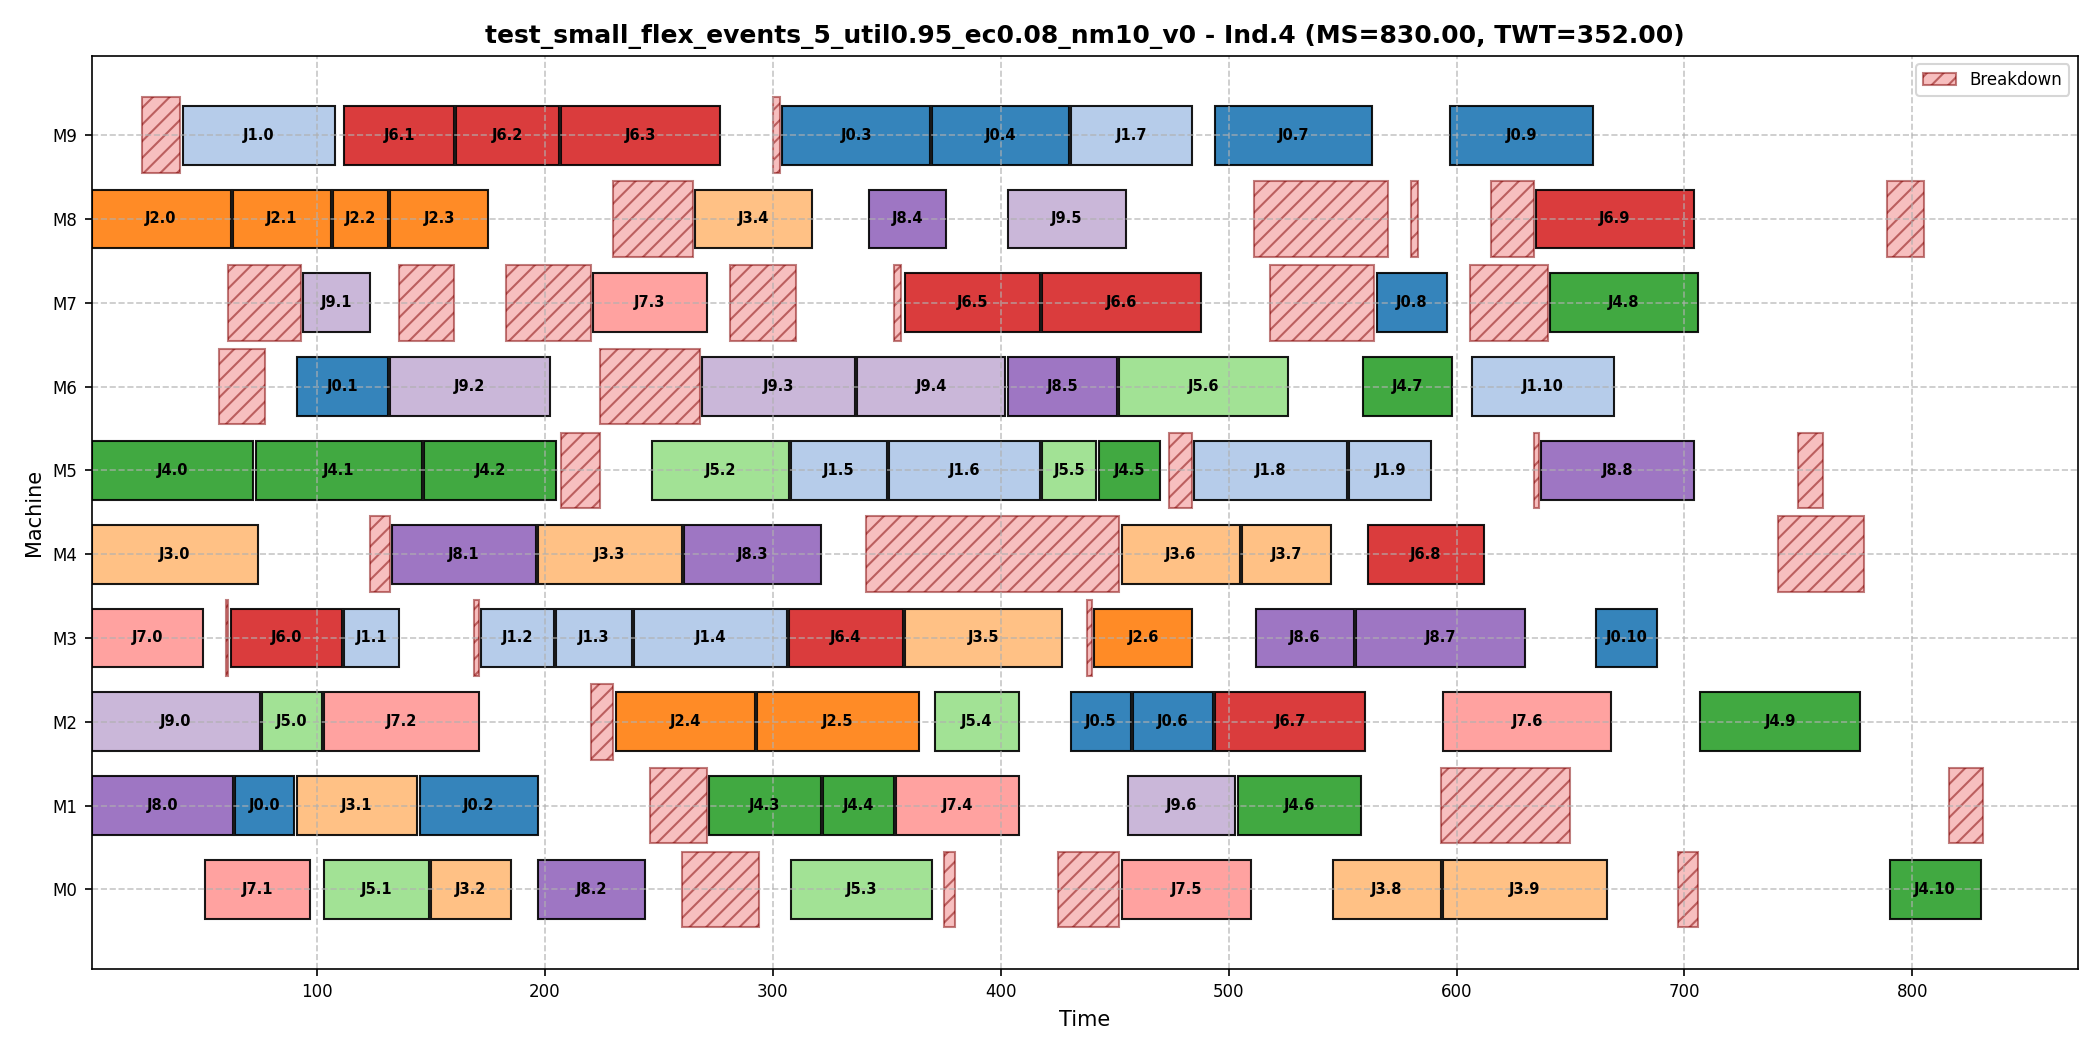 test_small_flex_events_5_util0.95_ec0.08_nm10_v0 - Ind.4 (MS=830.00, TWT=352.00)
Breakdown
Machine
M9 J1.0 J6.1 J6.2 J6.3 J0.3 J0.4 J1.7 J0.7 J0.9
M8 J2.0 J2.1 J2.2 J2.3 J3.4 J8.4 J9.5 J6.9
M7 J9.1 J7.3 J6.5 J6.6 J0.8 J4.8
M6 J0.1 J9.2 J9.3 J9.4 J8.5 J5.6 J4.7 J1.10
M5 J4.0 J4.1 J4.2 J5.2 J1.5 J1.6 J5.5 J4.5 J1.8 J1.9 J8.8
M4 J3.0 J8.1 J3.3 J8.3 J3.6 J3.7 J6.8
M3 J7.0 J6.0 J1.1 J1.2 J1.3 J1.4 J6.4 J3.5 J2.6 J8.6 J8.7 J0.10
M2 J9.0 J5.0 J7.2 J2.4 J2.5 J5.4 J0.5 J0.6 J6.7 J7.6 J4.9
M1 J8.0 J0.0 J3.1 J0.2 J4.3 J4.4 J7.4 J9.6 J4.6
M0 J7.1 J5.1 J3.2 J8.2 J5.3 J7.5 J3.8 J3.9 J4.10
100 200 300 400 500 600 700 800
Time